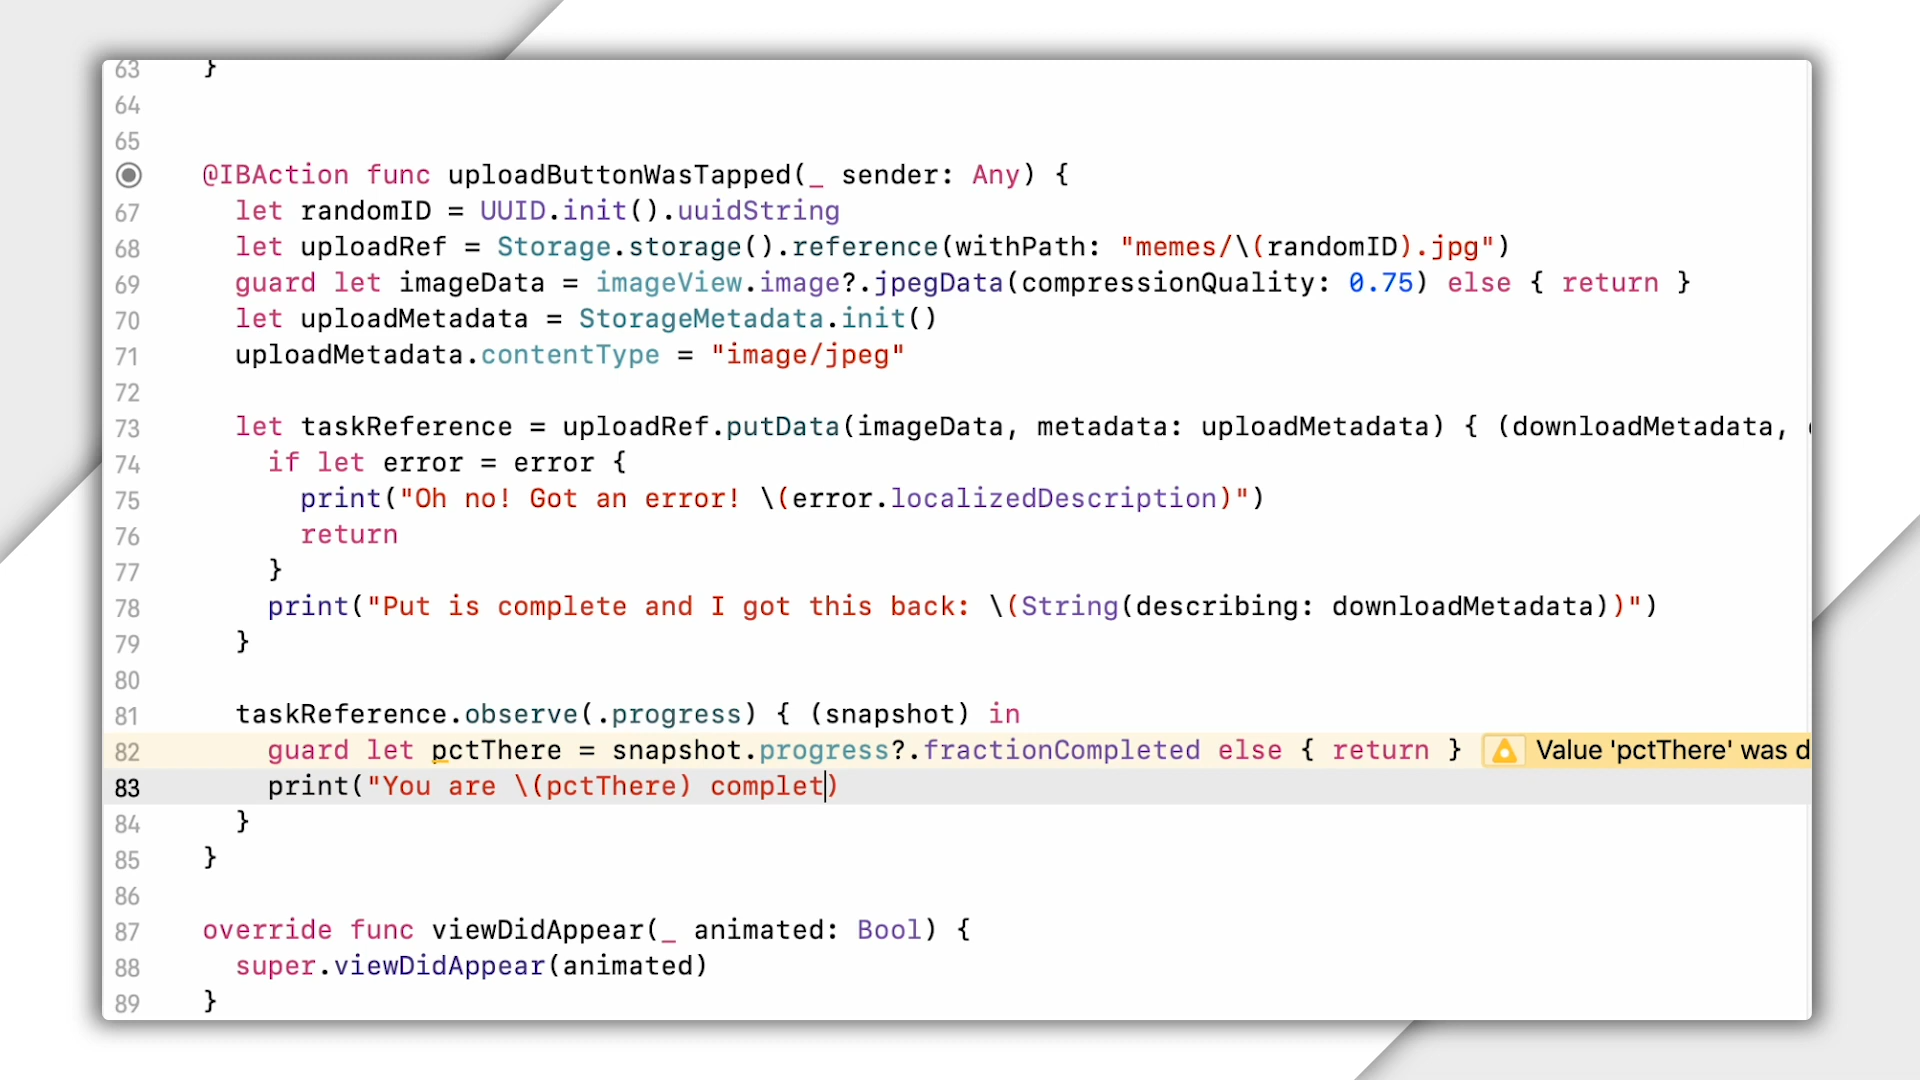 63 }
64
65
@IBAction func uploadButtonWasTapped(_ sender: Any) {
67 let randomID = UUID.init().uuidString
68 let uploadRef = Storage.storage().reference(withPath: "memes/\(randomID).jpg")
69 guard let imageData = imageView.image?.jpegData(compressionQuality: 0.75) else { return }
70 let uploadMetadata = StorageMetadata.init()
71 uploadMetadata.contentType = "image/jpeg"
72
73 let taskReference = uploadRef.putData(imageData, metadata: uploadMetadata) { (downloadMetadata,
74 if let error = error {
75 print("Oh no! Got an error! \(error.localizedDescription)")
76 return
77 }
78 print("Put is complete and I got this back: \(String(describing: downloadMetadata))")
79 }
80
81 taskReference.observe(.progress) { (snapshot) in
82 guard let pctThere = snapshot.progress?.fractionCompleted else { return } Value 'pctThere' was d
83 print("You are \(pctThere) complet)
84 }
85 }
86
87 override func viewDidAppear(_ animated: Bool) {
88 super.viewDidAppear(animated)
89 }